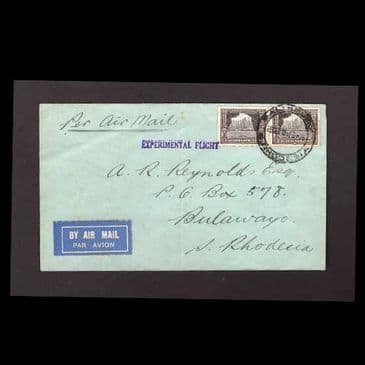 Per Air Mail
EXPERIMENTAL FLIGHT
A. R. Reynolds Esq.
P. O. Box 578.
Bulawayo.
S. Rhodesia
BY AIR MAIL
PAR AVION